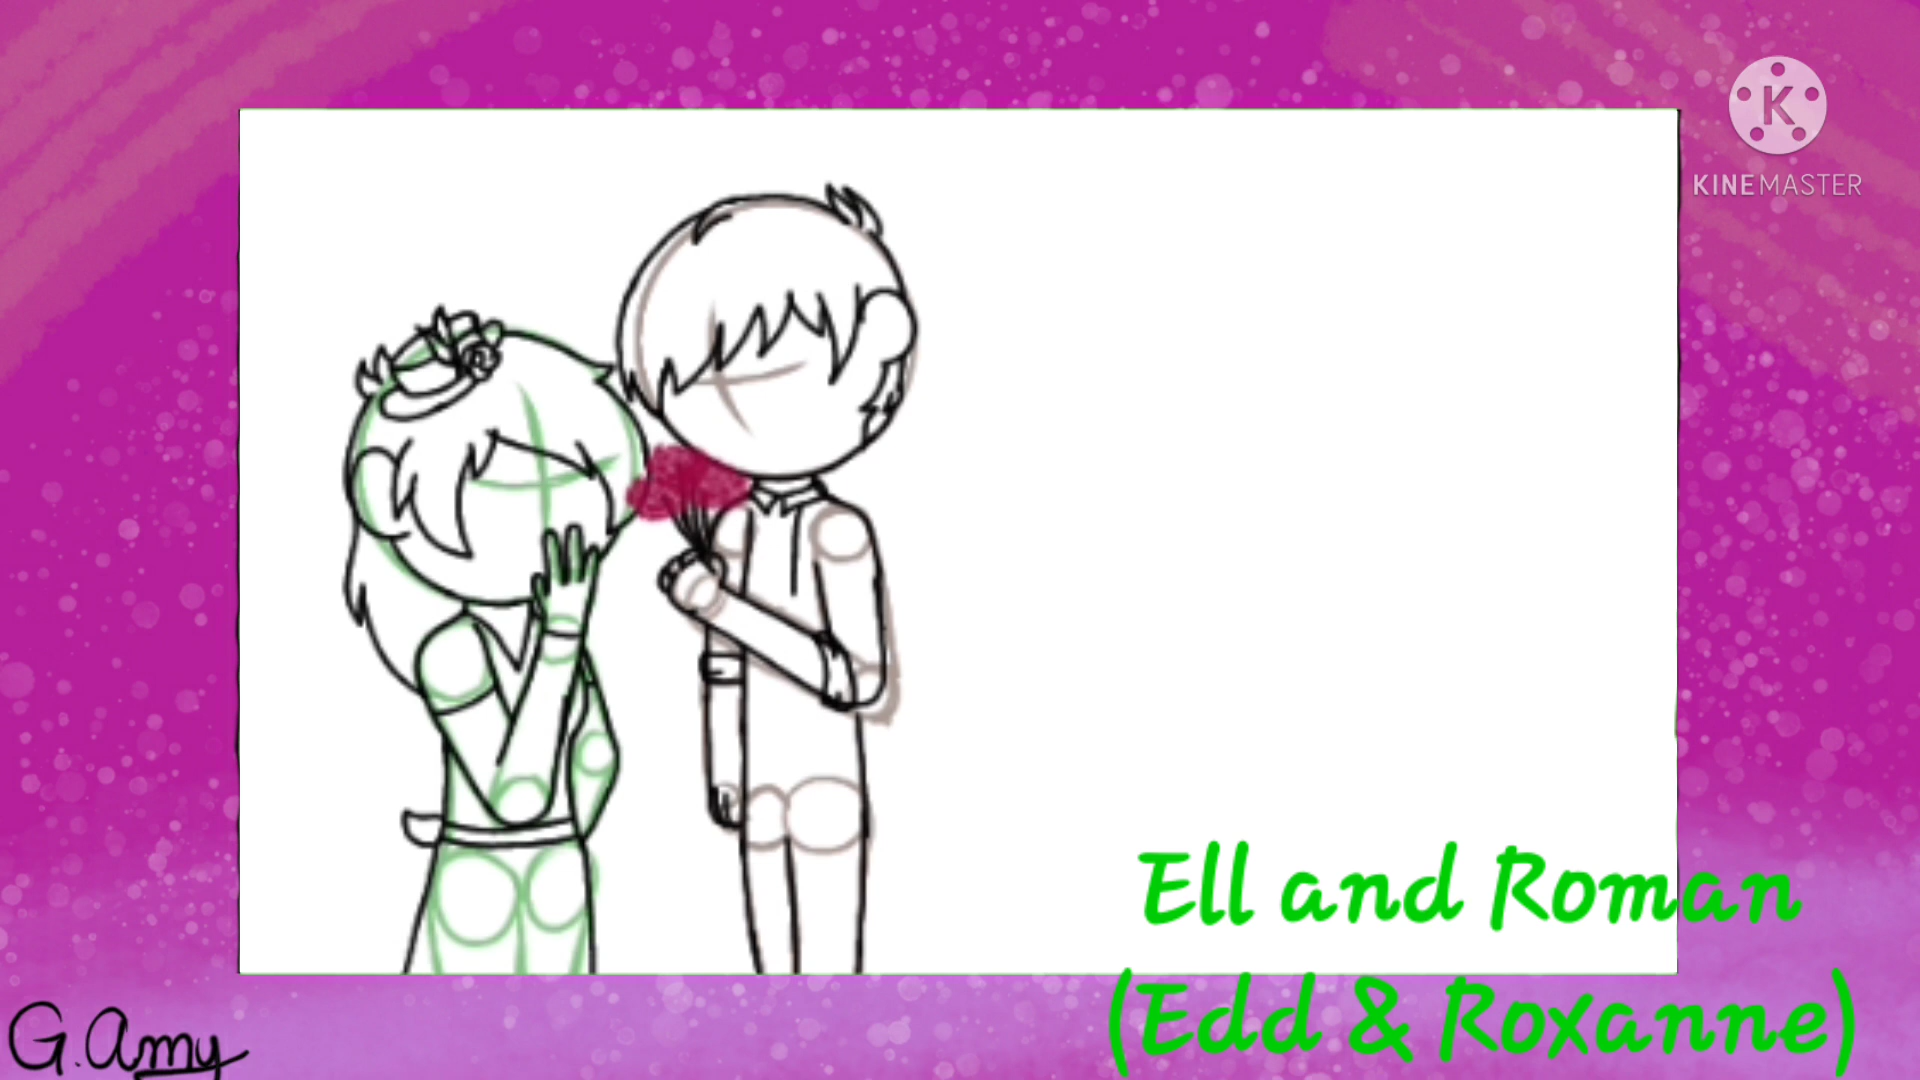 K
KINEMASTER
Ell and Roman
(Edd & Roxanne)
G.Amy